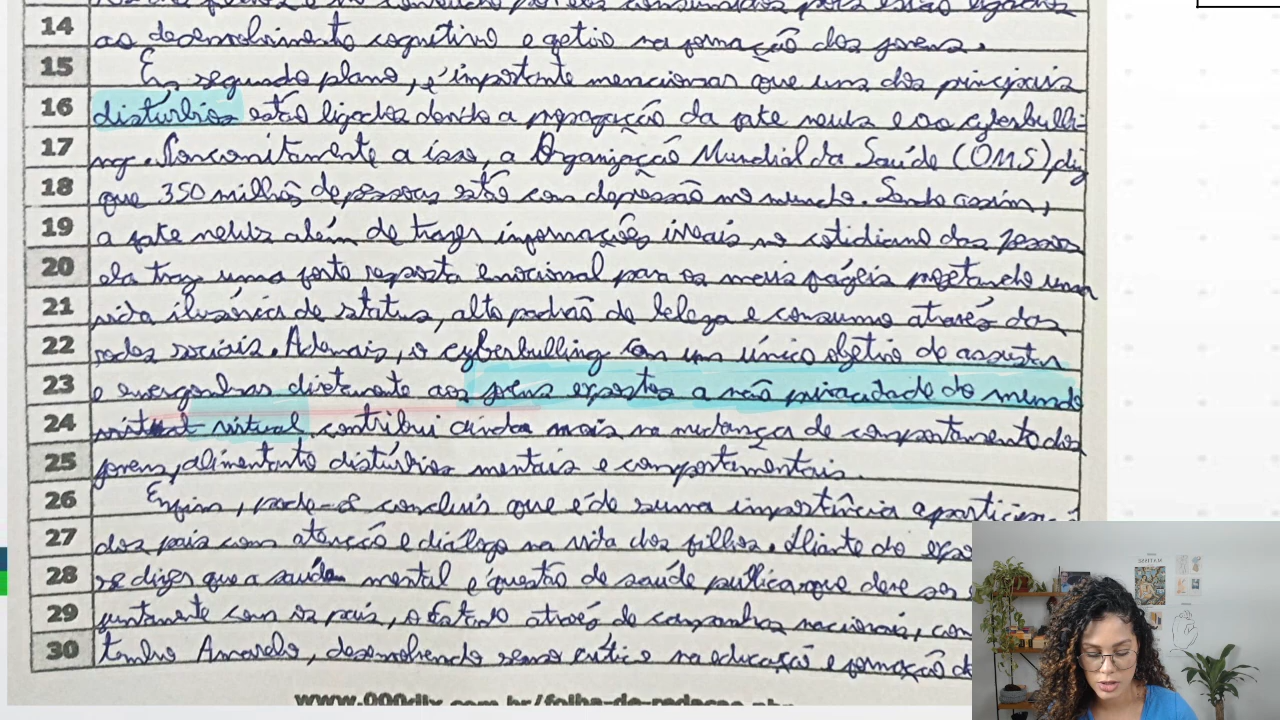 14 ao desenvolvimento cognitivo e afetivo na formação dos jovens.
15 Em segundo plano, é importante mencionar que um dos principais
16 distúrbios estão ligados devido a propagação da fake news e ao cyberbulli
17 ng. Concomitamente a isso, a Organização Mundial da Saúde (OMS) diz
18 que 350 milhões de pessoas estão com depressão no mundo. Sendo assim,
19 a fake news além de trazer informações irreais no cotidiano das pessoas
20 ela traz uma forte resposta emocional para os mais frágeis projetando uma
21 vida ilusória de status, alto padrão de beleza e consumo através das
22 redes sociais. Ademais, o cyberbulling com um único objetivo de assustar
23 e envergonhar diretamente aos jovens expostos a não privacidade do mundo
24 virtual contribui ainda mais na mudança de comportamento dos
25 jovens, alimentanto distúrbios mentais e comportamentais.
26 Enfim, pode-se concluir que é de suma importância a particip
27 dos pais com atenção e diálogo na vida dos filhos. Diante do expo
28 se dizer que a saúde mental é questão de saúde pública que deve ser
29 juntamente com os pais, o Estado através de campanhas nacionais, com
30 tembro Amarelo, desenvolvendo senso crítico na educação e formação d